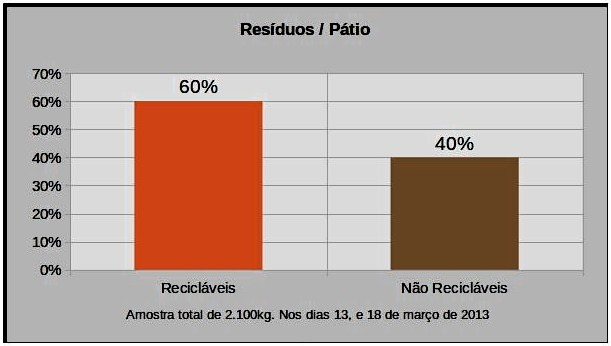 Resíduos / Pátio
70%
60%
50%
40%
30%
20%
10%
0%
60%
40%
Recicláveis
Não Recicláveis
Amostra total de 2.100kg. Nos dias 13, e 18 de março de 2013